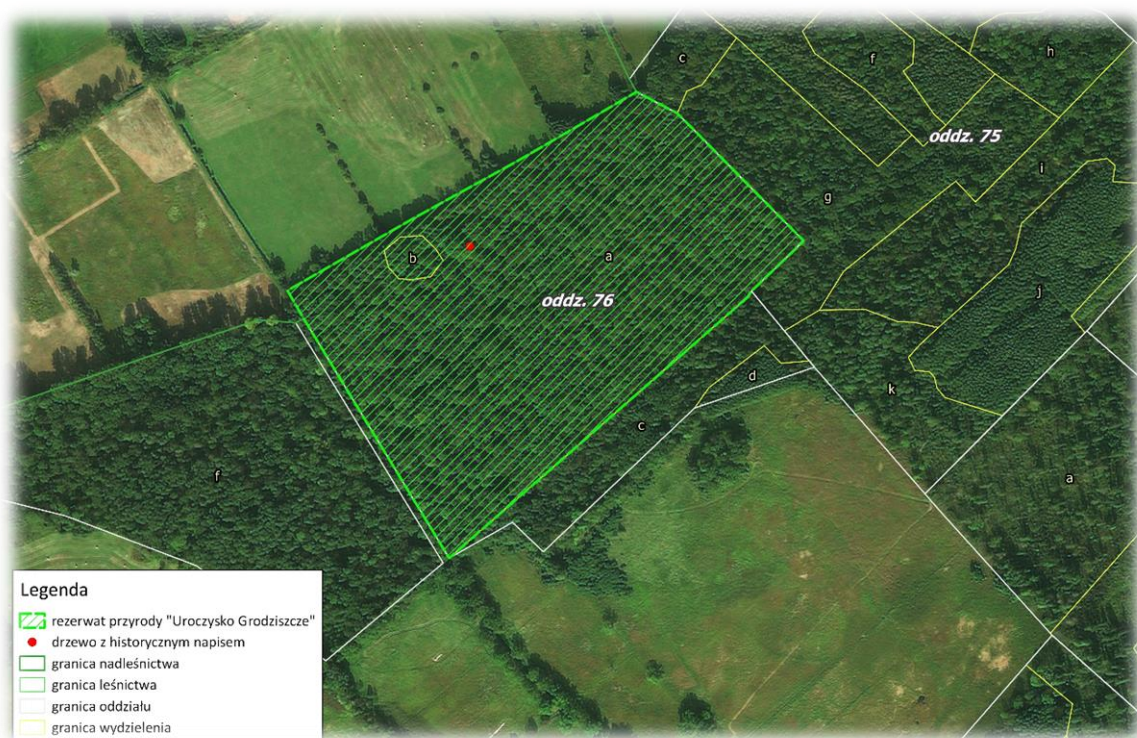 h
f
c
oddz. 75
i
g
b
a
j
oddz. 76
d
k
c
f
a
Legenda
rezerwat przyrody "Uroczysko Grodziszcze"
drzewo z historycznym napisem
granica nadleśnictwa
granica leśnictwa
granica oddziału
granica wydzielenia